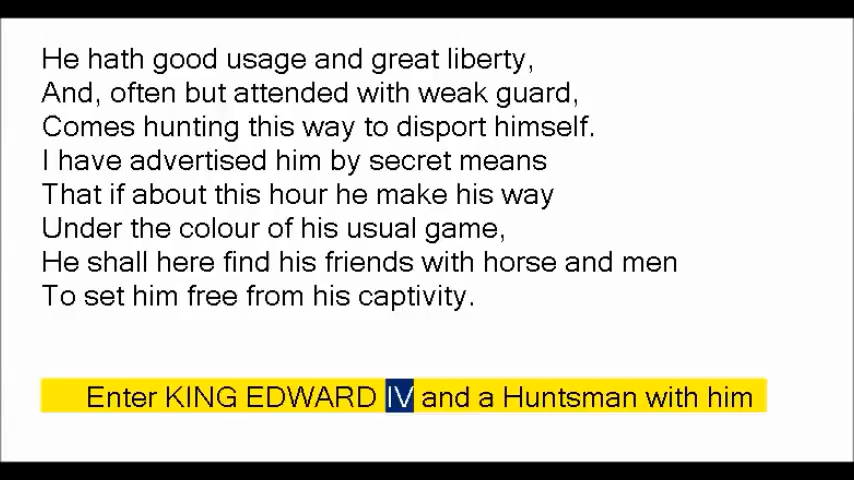 He hath good usage and great liberty,
And, often but attended with weak guard,
Comes hunting this way to disport himself.
I have advertised him by secret means
That if about this hour he make his way
Under the colour of his usual game,
He shall here find his friends with horse and men
To set him free from his captivity.
Enter KING EDWARD IV and a Huntsman with him